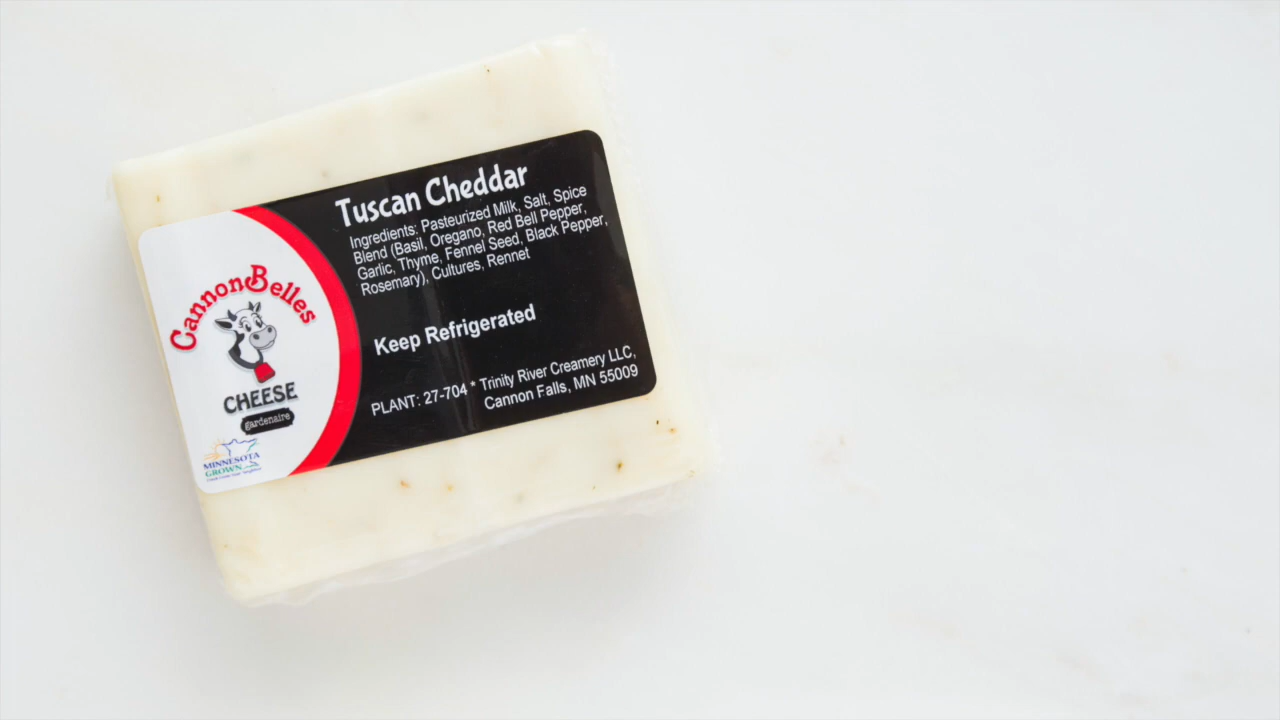 CannonBelles
CHEESE
gardenaire
MINNESOTA
GROWN
Tuscan Cheddar
Ingredients: Pasteurized Milk, Salt, Spice
Blend (Basil, Oregano, Red Bell Pepper,
Garlic, Thyme, Fennel Seed, Black Pepper,
Rosemary), Cultures, Rennet
Keep Refrigerated
PLANT: 27-704 * Trinity River Creamery LLC,
Cannon Falls, MN 55009